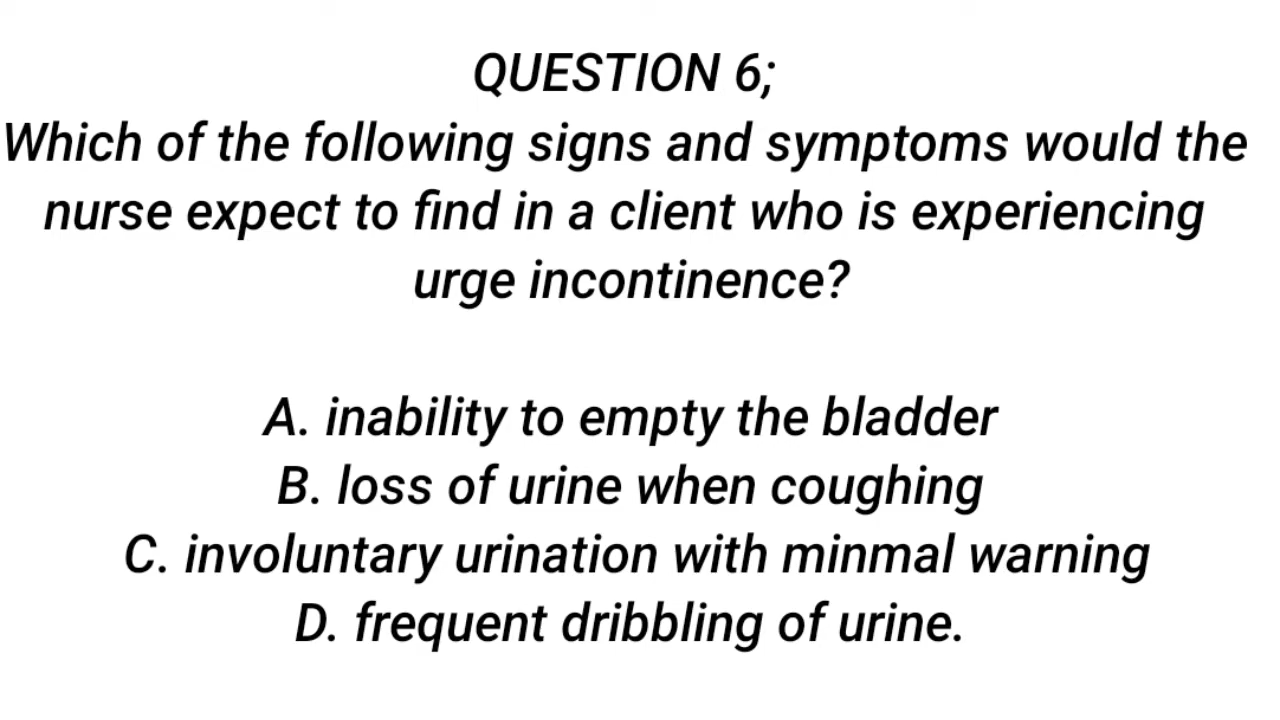 QUESTION 6;
Which of the following signs and symptoms would the
nurse expect to find in a client who is experiencing
urge incontinence?
A. inability to empty the bladder
B. loss of urine when coughing
C. involuntary urination with minmal warning
D. frequent dribbling of urine.